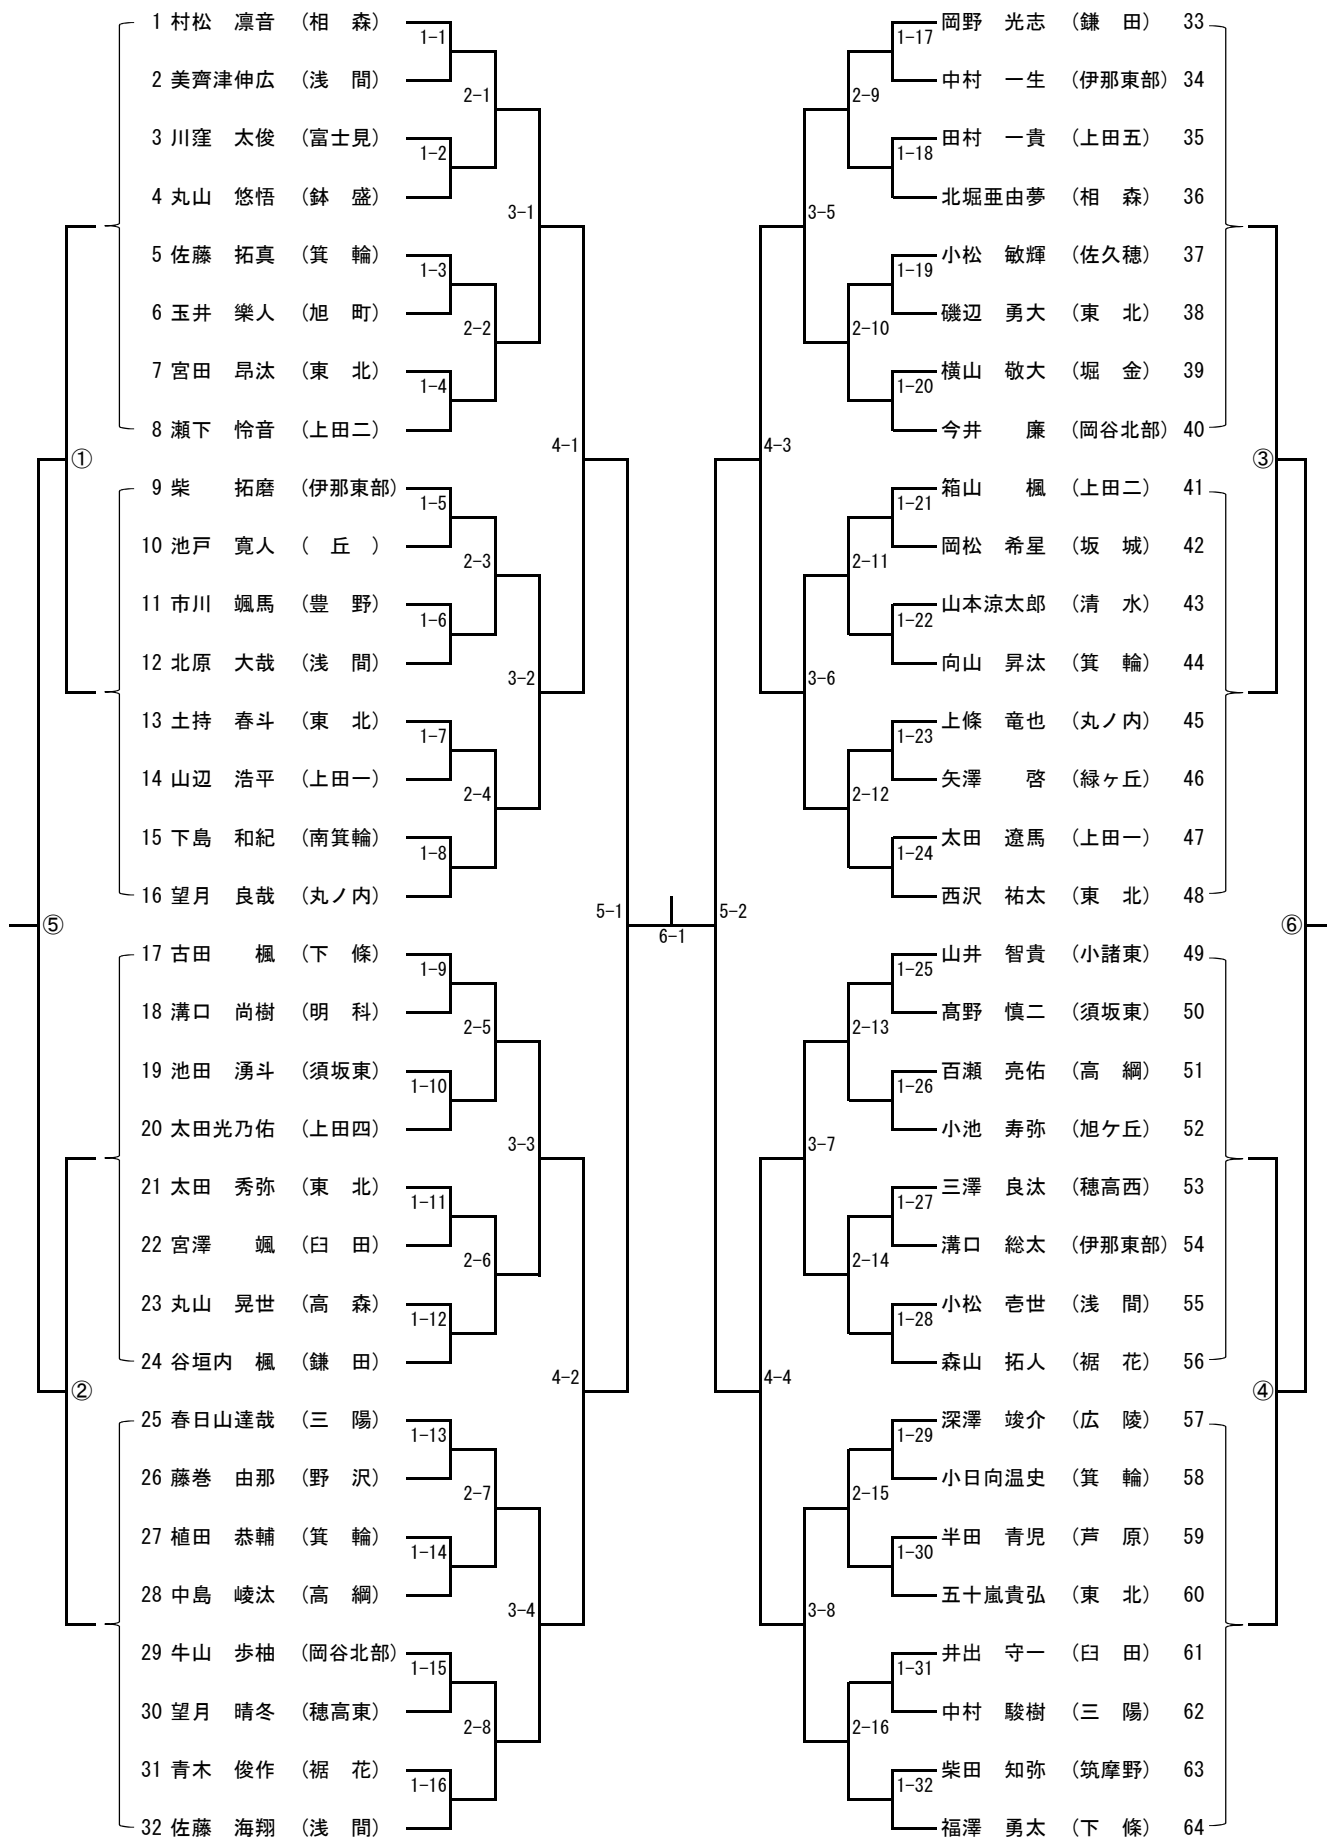 1 村松　凛音　（相　森）
1-1
2 美齊津伸広　（浅　間）
2-1
3 川窪　太俊　（富士見）
1-2
4 丸山　悠悟　（鉢　盛）
3-1
5 佐藤　拓真　（箕　輪）
1-3
6 玉井　樂人　（旭　町）
2-2
7 宮田　昂汰　（東　北）
1-4
8 瀬下　怜音　（上田二）
①
4-1
9 柴　　拓磨　（伊那東部）
1-5
10 池戸　寛人　（　丘　）
2-3
11 市川　颯馬　（豊　野）
1-6
12 北原　大哉　（浅　間）
3-2
13 土持　春斗　（東　北）
1-7
14 山辺　浩平　（上田一）
2-4
15 下島　和紀　（南箕輪）
1-8
16 望月　良哉　（丸ノ内）
⑤
5-1
17 古田　　楓　（下　條）
1-9
18 溝口　尚樹　（明　科）
2-5
19 池田　湧斗　（須坂東）
1-10
20 太田光乃佑　（上田四）
3-3
21 太田　秀弥　（東　北）
1-11
22 宮澤　　颯　（臼　田）
2-6
23 丸山　晃世　（高　森）
1-12
24 谷垣内　楓　（鎌　田）
②
4-2
25 春日山達哉　（三　陽）
1-13
26 藤巻　由那　（野　沢）
2-7
27 植田　恭輔　（箕　輪）
1-14
28 中島　崚汰　（高　綱）
3-4
29 牛山　歩柚　（岡谷北部）
1-15
30 望月　晴冬　（穂高東）
2-8
31 青木　俊作　（裾　花）
1-16
32 佐藤　海翔　（浅　間）
6-1
岡野　光志　（鎌　田）　33
1-17
中村　一生　（伊那東部）　34
2-9
田村　一貴　（上田五）　35
1-18
北堀亜由夢　（相　森）　36
3-5
小松　敏輝　（佐久穂）　37
1-19
磯辺　勇大　（東　北）　38
2-10
横山　敬大　（堀　金）　39
1-20
今井　　廉　（岡谷北部）　40
4-3
③
箱山　　楓　（上田二）　41
1-21
岡松　希星　（坂　城）　42
2-11
山本涼太郎　（清　水）　43
1-22
向山　昇汰　（箕　輪）　44
3-6
上條　竜也　（丸ノ内）　45
1-23
矢澤　　啓　（緑ヶ丘）　46
2-12
太田　遼馬　（上田一）　47
1-24
西沢　祐太　（東　北）　48
5-2
⑥
山井　智貴　（小諸東）　49
1-25
髙野　慎二　（須坂東）　50
2-13
百瀬　亮佑　（高　綱）　51
1-26
小池　寿弥　（旭ケ丘）　52
3-7
三澤　良汰　（穂高西）　53
1-27
溝口　総太　（伊那東部）　54
2-14
小松　壱世　（浅　間）　55
1-28
森山　拓人　（裾　花）　56
4-4
④
深澤　竣介　（広　陵）　57
1-29
小日向温史　（箕　輪）　58
2-15
半田　青児　（芦　原）　59
1-30
五十嵐貴弘　（東　北）　60
3-8
井出　守一　（臼　田）　61
1-31
中村　駿樹　（三　陽）　62
2-16
柴田　知弥　（筑摩野）　63
1-32
福澤　勇太　（下　條）　64